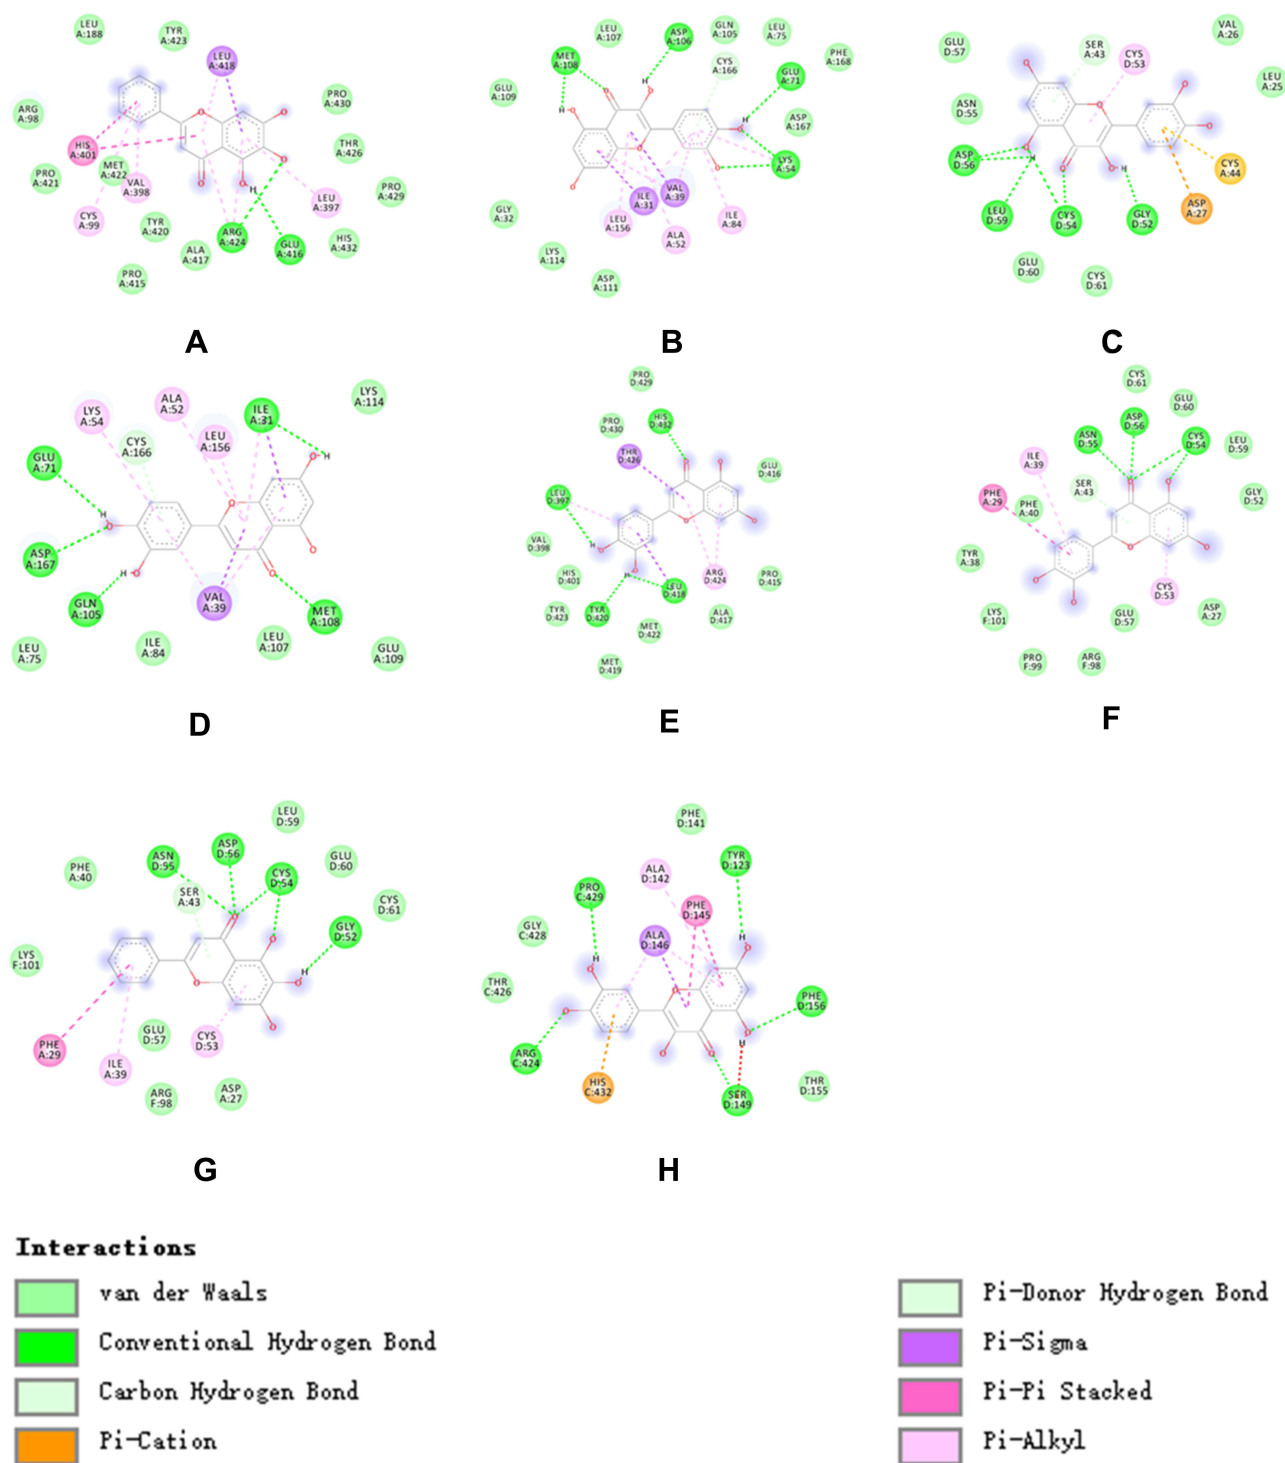 LEU
A:188
TYR
A:423
LEU
A:418
ARG
A:98
PRO
A:430
HIS
A:401
THR
A:426
PRO
A:421
MET
A:422
VAL
A:398
LEU
A:397
PRO
A:429
CYS
A:99
TYR
A:420
ARG
A:424
GLU
A:416
HIS
A:432
ALA
A:417
PRO
A:415
O
O
O
O
O
H
A
LEU
A:107
ASP
A:106
GLN
A:105
LEU
A:75
MET
A:108
CYS
A:166
PHE
A:168
GLU
A:71
GLU
A:109
ASP
A:167
LYS
A:54
ILE
A:31
VAL
A:39
GLY
A:32
LEU
A:156
ILE
A:84
ALA
A:52
LYS
A:114
ASP
A:111
H
O
O
O
H
O
O
H
O
O
B
GLU
D:57
SER
A:43
CYS
D:53
VAL
A:26
LEU
A:25
ASN
D:55
ASP
D:56
CYS
A:44
LEU
D:59
CYS
D:54
GLY
D:52
ASP
A:27
GLU
D:60
CYS
D:61
O
O
O
O
O
H
O
O
H
C
LYS
A:54
ALA
A:52
ILE
A:31
LYS
A:114
CYS
A:166
LEU
A:156
GLU
A:71
ASP
A:167
GLN
A:105
VAL
A:39
MET
A:108
LEU
A:75
ILE
A:84
LEU
A:107
GLU
A:109
O
H
O
H
O
H
O
O
H
O
D
PRO
D:429
PRO
D:430
HIS
D:432
THR
D:426
GLU
D:416
LEU
D:397
VAL
D:398
HIS
D:401
ARG
D:424
PRO
D:415
LEU
D:418
TYR
D:423
TYR
D:420
ALA
D:417
MET
D:422
MET
D:419
O
O
O
O
H
O
O
H
E
CYS
D:61
ASP
D:56
GLU
D:60
ASN
D:55
CYS
D:54
LEU
D:59
ILE
A:39
SER
A:43
PHE
A:29
PHE
A:40
GLY
D:52
TYR
A:38
CYS
D:53
LYS
F:101
GLU
D:57
ASP
A:27
PRO
F:99
ARG
F:98
O
O
O
O
O
O
F
LEU
D:59
ASN
D:55
ASP
D:56
PHE
A:40
SER
A:43
CYS
D:54
GLU
D:60
CYS
D:61
GLY
D:52
LYS
F:101
PHE
A:29
GLU
D:57
CYS
D:53
ILE
A:39
ARG
F:98
ASP
A:27
O
O
H
O
O
O
G
PHE
D:141
TYR
D:123
ALA
D:142
PRO
C:429
PHE
D:145
GLY
C:428
ALA
D:146
THR
C:426
PHE
D:156
ARG
C:424
HIS
C:432
SER
D:149
THR
D:155
H
O
H
O
O
O
O
O
O
H
H
Interactions
van der Waals
Conventional Hydrogen Bond
Carbon Hydrogen Bond
Pi-Cation
Pi-Donor Hydrogen Bond
Pi-Sigma
Pi-Pi Stacked
Pi-Alkyl